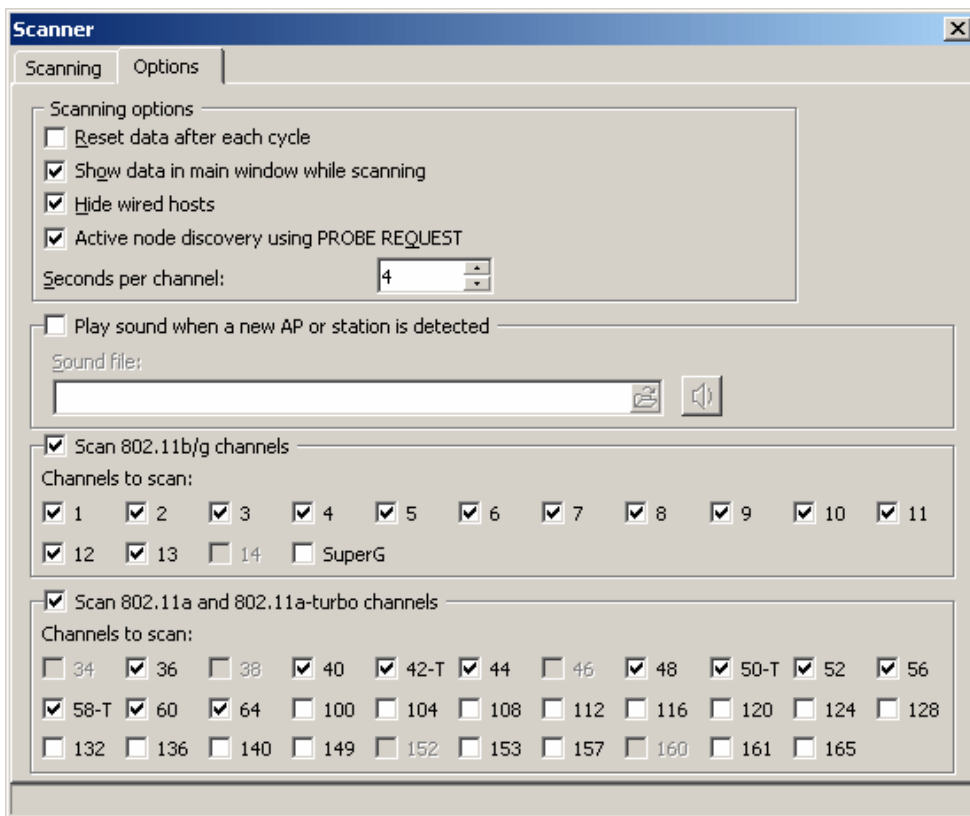 Scanner
Scanning Options
Scanning options
Reset data after each cycle
Show data in main window while scanning
Hide wired hosts
Active node discovery using PROBE REQUEST
Seconds per channel: 4
Play sound when a new AP or station is detected
Sound file:
Scan 802.11b/g channels
Channels to scan:
1 2 3 4 5 6 7 8 9 10 11
12 13 14 SuperG
Scan 802.11a and 802.11a-turbo channels
Channels to scan:
34 36 38 40 42-T 44 46 48 50-T 52 56
58-T 60 64 100 104 108 112 116 120 124 128
132 136 140 149 152 153 157 160 161 165